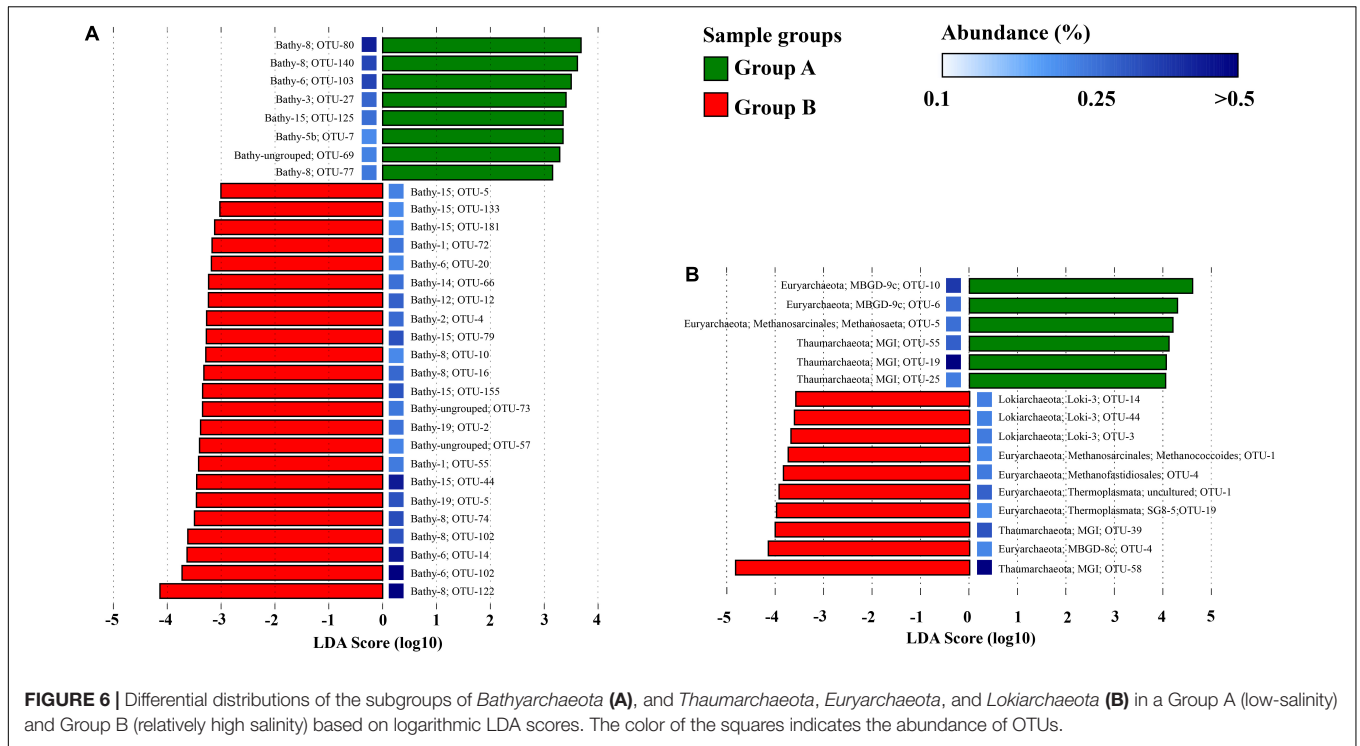 A
Bathy-8; OTU-80
Bathy-8; OTU-140
Bathy-6; OTU-103
Bathy-3; OTU-27
Bathy-15; OTU-125
Bathy-5b; OTU-7
Bathy-ungrouped; OTU-69
Bathy-8; OTU-77
Bathy-15; OTU-5
Bathy-15; OTU-133
Bathy-15; OTU-181
Bathy-1; OTU-72
Bathy-6; OTU-20
Bathy-14; OTU-66
Bathy-12; OTU-12
Bathy-2; OTU-4
Bathy-15; OTU-79
Bathy-8; OTU-10
Bathy-8; OTU-16
Bathy-15; OTU-155
Bathy-ungrouped; OTU-73
Bathy-19; OTU-2
Bathy-ungrouped; OTU-57
Bathy-1; OTU-55
Bathy-15; OTU-44
Bathy-19; OTU-5
Bathy-8; OTU-74
Bathy-8; OTU-102
Bathy-6; OTU-14
Bathy-6; OTU-102
Bathy-8; OTU-122
-5 -4 -3 -2 -1 0 1 2 3 4
LDA Score (log10)
Sample groups
Group A
Group B
Abundance (%)
0.1 0.25 >0.5
B
Euryarchaeota; MBGD-9c; OTU-10
Euryarchaeota; MBGD-9c; OTU-6
Euryarchaeota; Methanosarcinales; Methanosaeta; OTU-5
Thaumarchaeota; MGI; OTU-55
Thaumarchaeota; MGI; OTU-19
Thaumarchaeota; MGI; OTU-25
Lokiarchaeota; Loki-3; OTU-14
Lokiarchaeota; Loki-3; OTU-44
Lokiarchaeota; Loki-3; OTU-3
Euryarchaeota; Methanosarcinales; Methanococcoides; OTU-1
Euryarchaeota; Methanofastidiosales; OTU-4
Euryarchaeota; Thermoplasmata; uncultured; OTU-1
Euryarchaeota; Thermoplasmata; SG8-5;OTU-19
Thaumarchaeota; MGI; OTU-39
Euryarchaeota; MBGD-8c; OTU-4
Thaumarchaeota; MGI; OTU-58
-5 -4 -3 -2 -1 0 1 2 3 4 5
LDA Score (log10)
FIGURE 6 | Differential distributions of the subgroups of Bathyarchaeota (A), and Thaumarchaeota, Euryarchaeota, and Lokiarchaeota (B) in a Group A (low-salinity)
and Group B (relatively high salinity) based on logarithmic LDA scores. The color of the squares indicates the abundance of OTUs.